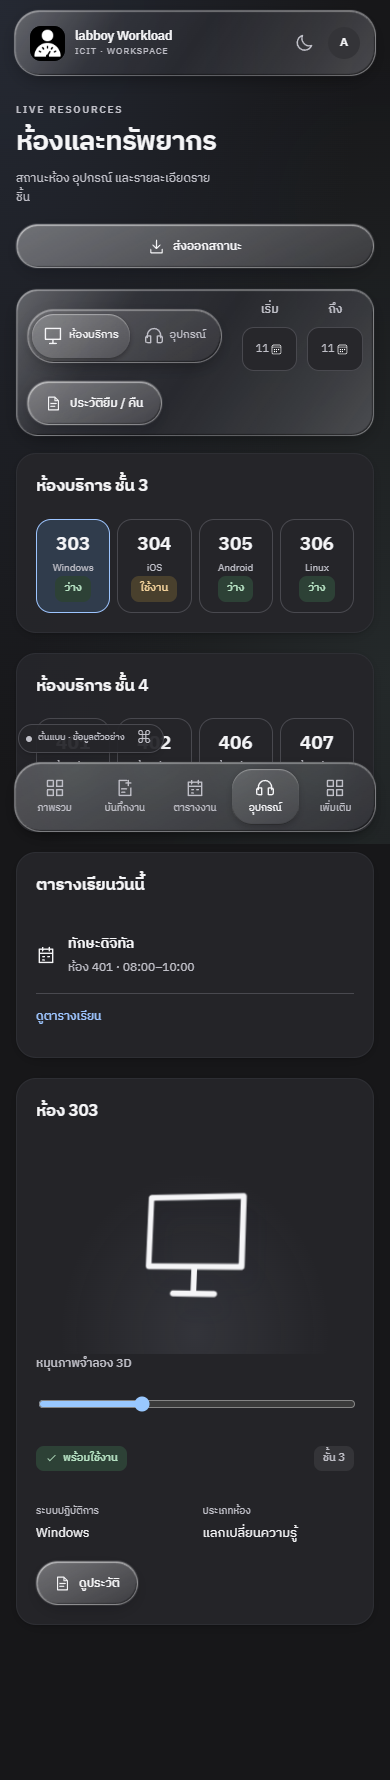 labboy Workload
ICIT · WORKSPACE
A
LIVE RESOURCES
ห้องและทรัพยากร
สถานะห้อง อุปกรณ์ และรายละเอียดราย
ชิ้น
ส่งออกสถานะ
เริ่ม ถึง
ห้องบริการ อุปกรณ์
11 11
ประวัติยืม / คืน
ห้องบริการ ชั้น 3
303 304 305 306
Windows iOS Android Linux
ว่าง ใช้งาน ว่าง ว่าง
ห้องบริการ ชั้น 4
ต้นแบบ · ข้อมูลตัวอย่าง
401 402 406 407
ภาพรวม บันทึกงาน ตารางงาน อุปกรณ์ เพิ่มเติม
ตารางเรียนวันนี้
ทักษะดิจิทัล
ห้อง 401 · 08:00–10:00
ดูตารางเรียน
ห้อง 303
หมุนภาพจำลอง 3D
พร้อมใช้งาน ชั้น 3
ระบบปฏิบัติการ ประเภทห้อง
Windows แลกเปลี่ยนความรู้
ดูประวัติ